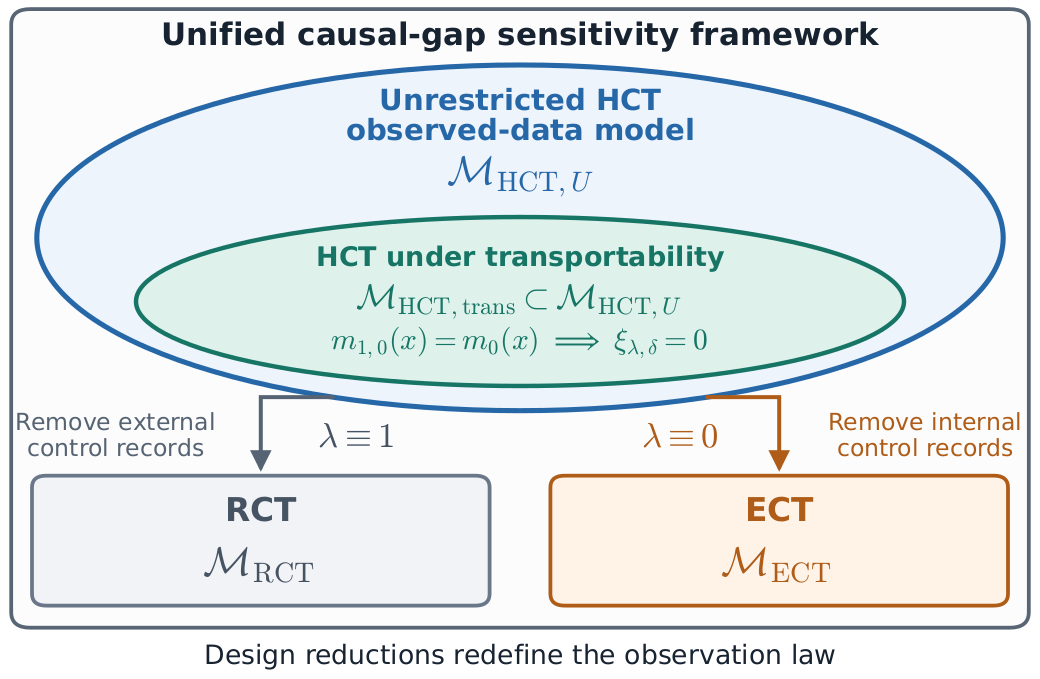 Unified causal-gap sensitivity framework
Unrestricted HCT
observed-data model
ℳ_{HCT, U}
HCT under transportability
ℳ_{HCT, trans} ⊂ ℳ_{HCT, U}
m_{1,0}(x) = m_0(x) ⟹ ξ_{λ,δ} = 0
Remove external
control records
λ ≡ 1
λ ≡ 0
Remove internal
control records
RCT
ℳ_{RCT}
ECT
ℳ_{ECT}
Design reductions redefine the observation law